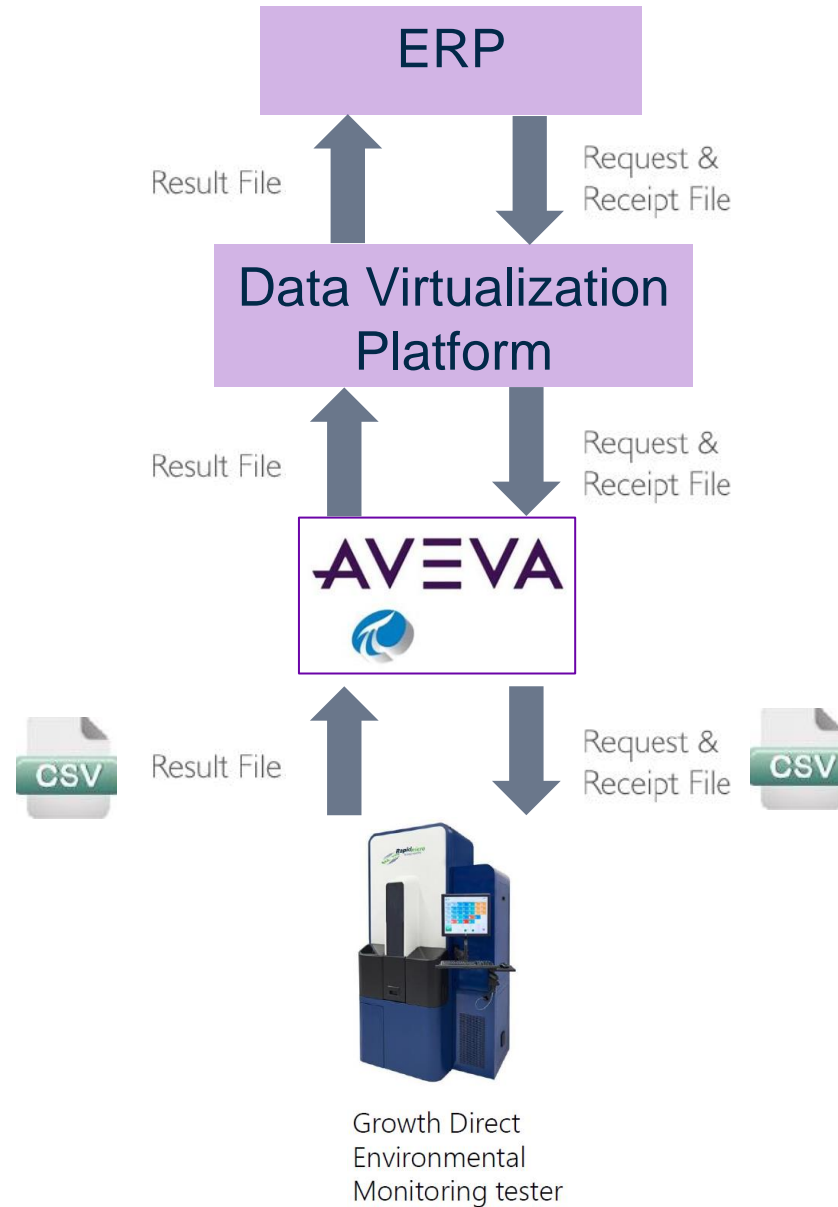 ERP
Result File
Request &
Receipt File
Data Virtualization
Platform
Result File
Request &
Receipt File
AVEVA
CSV
Result File
Request &
Receipt File
CSV
Rapidmicro
Growth Direct
Environmental
Monitoring tester